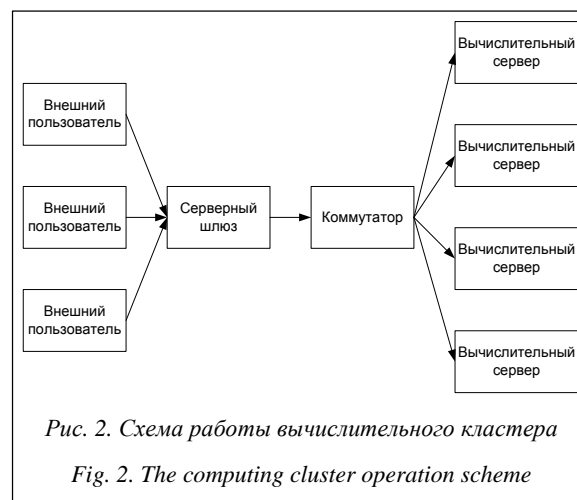 Внешний
пользователь
Внешний
пользователь
Внешний
пользователь
Серверный
шлюз
Коммутатор
Вычислительный
сервер
Вычислительный
сервер
Вычислительный
сервер
Вычислительный
сервер
Рис. 2. Схема работы вычислительного кластера
Fig. 2. The computing cluster operation scheme